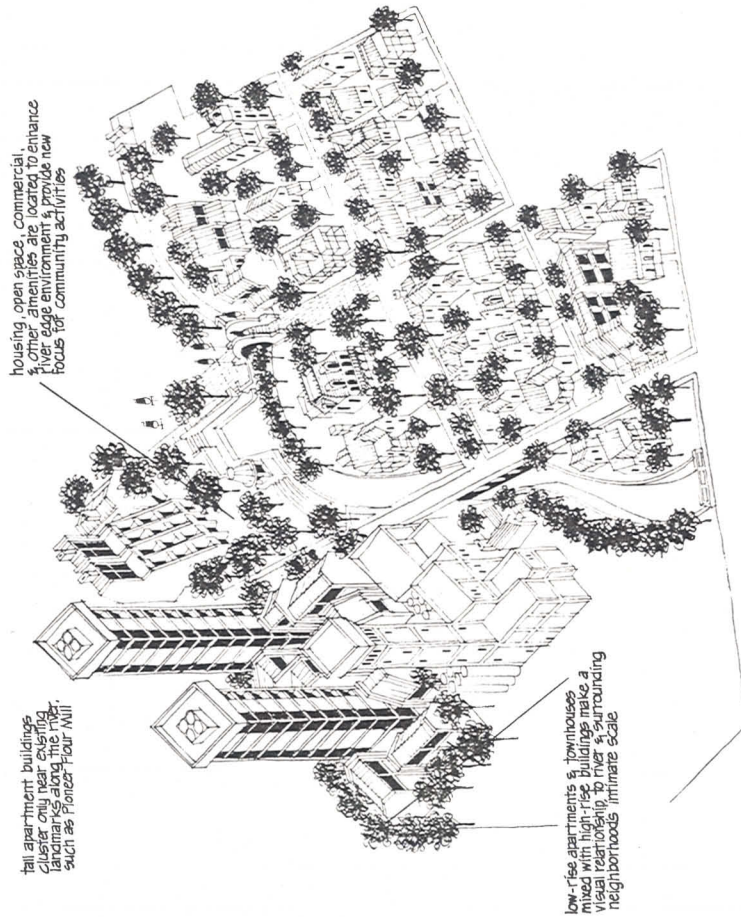 tall apartment buildings
cluster only near existing
landmarks along the river,
such as Pioneer Flour Mill
housing, open space, commercial,
& other amenities are located to enhance
river edge environment & provide new
focus for community activities
low-rise apartments & townhouses
mixed with high-rise buildings make a
visual relationship to river & surrounding
neighborhoods intimate scale